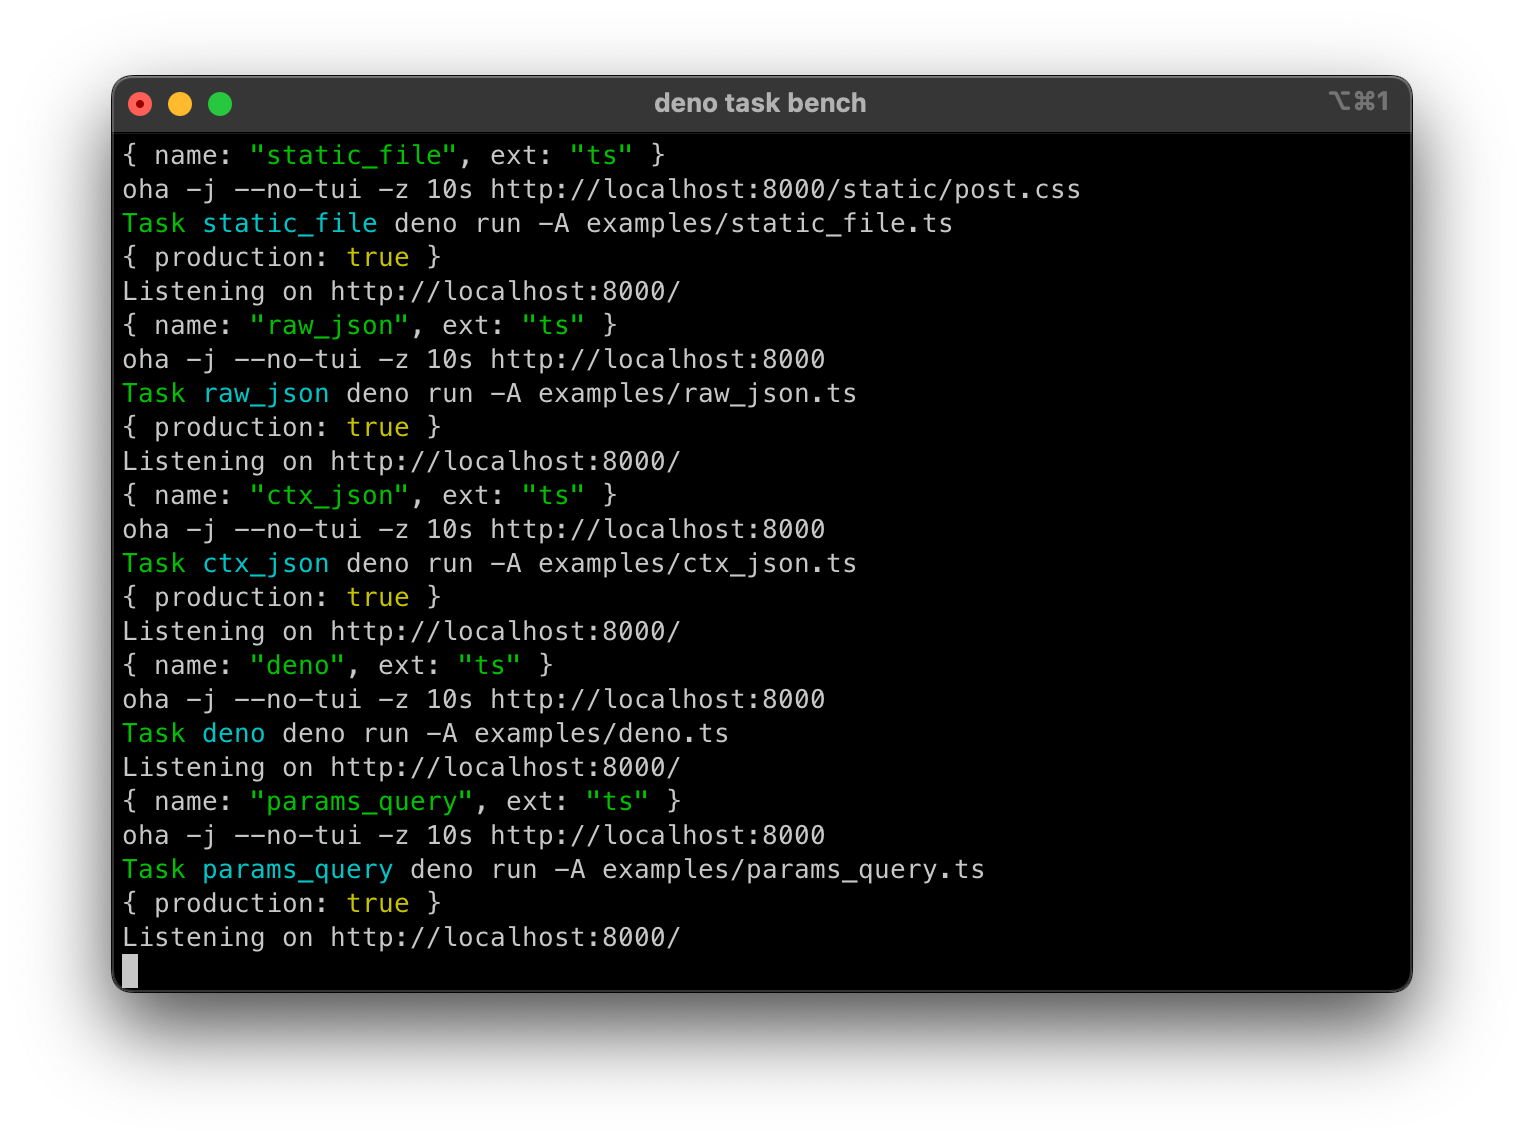 deno task bench
⌥⌘1
{ name: "static_file", ext: "ts" }
oha -j --no-tui -z 10s http://localhost:8000/static/post.css
Task static_file deno run -A examples/static_file.ts
{ production: true }
Listening on http://localhost:8000/
{ name: "raw_json", ext: "ts" }
oha -j --no-tui -z 10s http://localhost:8000
Task raw_json deno run -A examples/raw_json.ts
{ production: true }
Listening on http://localhost:8000/
{ name: "ctx_json", ext: "ts" }
oha -j --no-tui -z 10s http://localhost:8000
Task ctx_json deno run -A examples/ctx_json.ts
{ production: true }
Listening on http://localhost:8000/
{ name: "deno", ext: "ts" }
oha -j --no-tui -z 10s http://localhost:8000
Task deno deno run -A examples/deno.ts
Listening on http://localhost:8000/
{ name: "params_query", ext: "ts" }
oha -j --no-tui -z 10s http://localhost:8000
Task params_query deno run -A examples/params_query.ts
{ production: true }
Listening on http://localhost:8000/